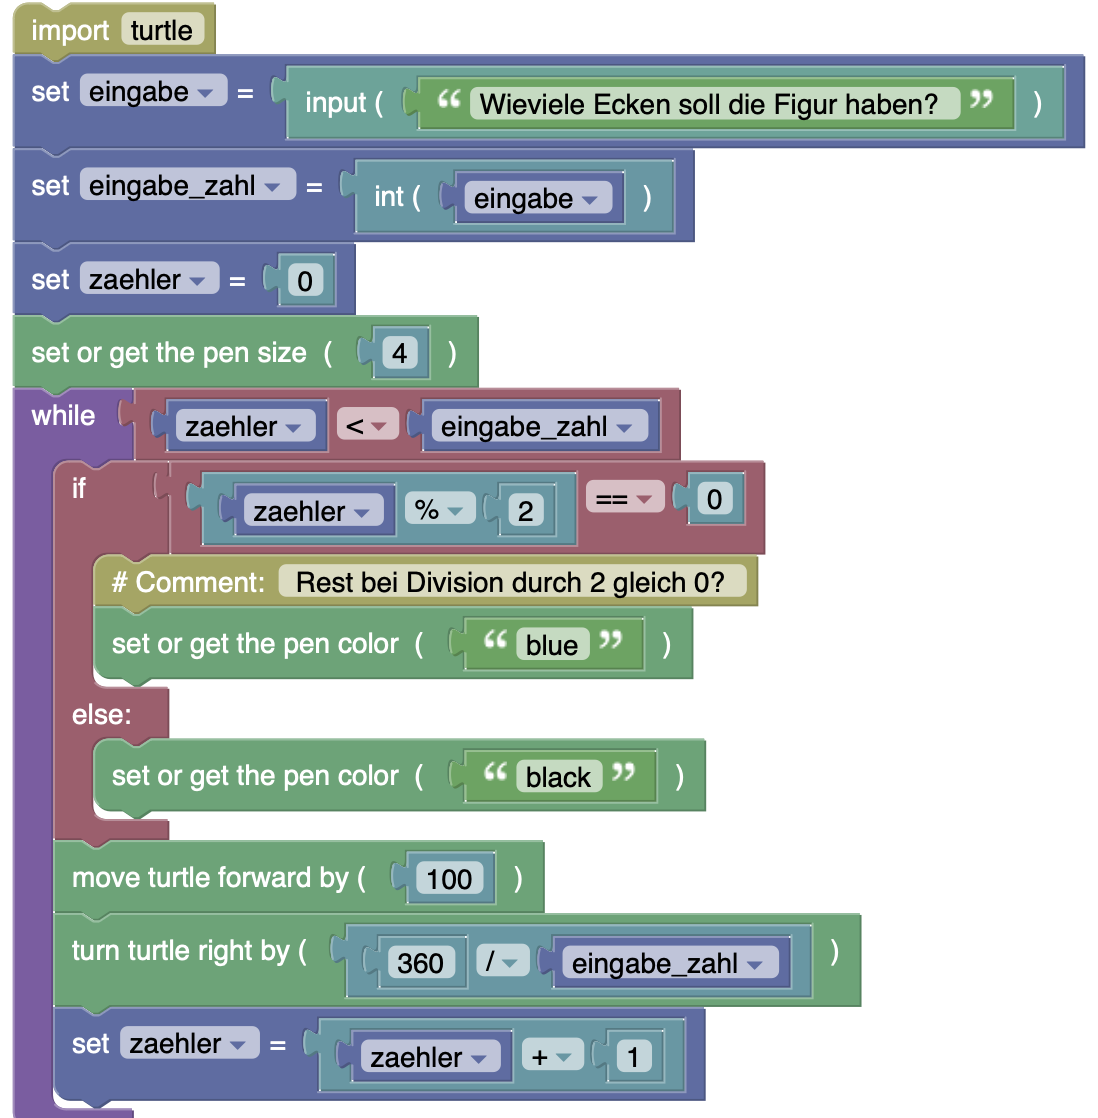 import turtle
set eingabe = input ( “ Wieviele Ecken soll die Figur haben? ” )
set eingabe_zahl = int ( eingabe )
set zaehler = 0
set or get the pen size ( 4 )
while zaehler < eingabe_zahl
if zaehler % 2 == 0
# Comment: Rest bei Division durch 2 gleich 0?
set or get the pen color ( “ blue ” )
else:
set or get the pen color ( “ black ” )
move turtle forward by ( 100 )
turn turtle right by ( 360 / eingabe_zahl )
set zaehler = zaehler + 1